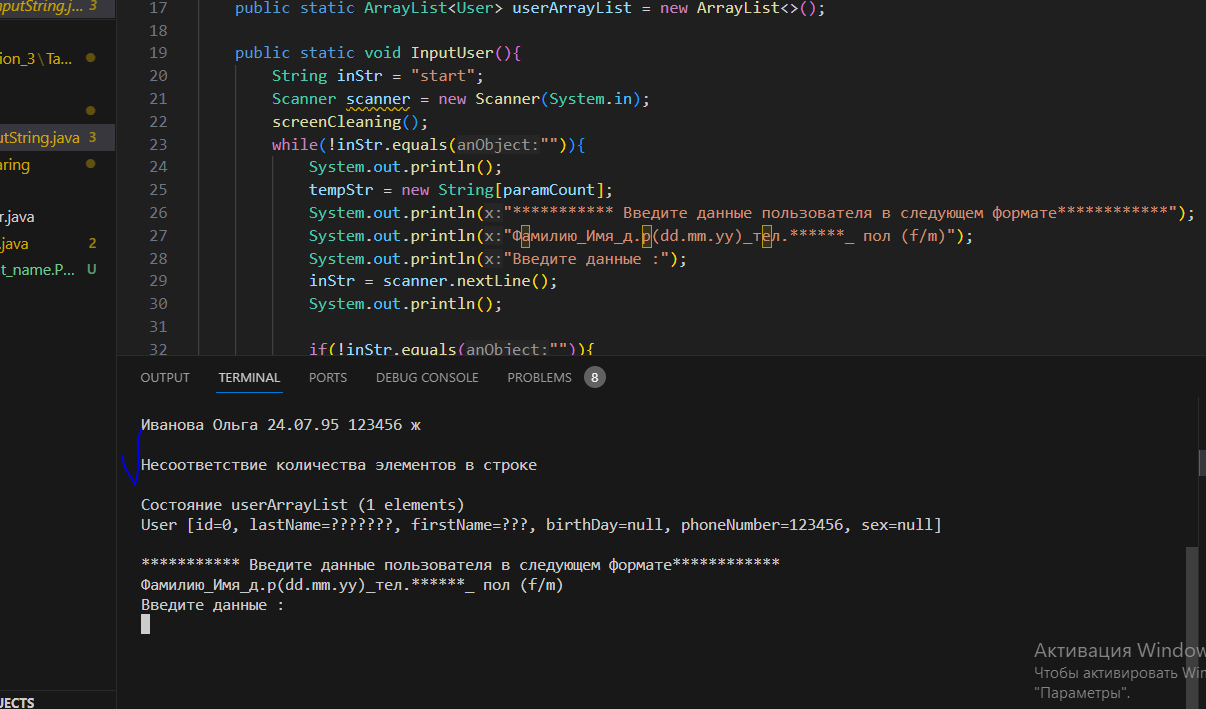 nputString.j... 3
ion_3\Ta...
utString.java 3
aring
r.java
.java 2
t_name.P... U
JECTS
17 public static ArrayList<User> userArrayList = new ArrayList<>();
18
19 public static void InputUser(){
20 String inStr = "start";
21 Scanner scanner = new Scanner(System.in);
22 screenCleaning();
23 while(!inStr.equals(anObject:"")){
24 System.out.println();
25 tempStr = new String[paramCount];
26 System.out.println(x:"*********** Введите данные пользователя в следующем формате************");
27 System.out.println(x:"Фамилию_Имя_д.р(dd.mm.yy)_тел.******_ пол (f/m)");
28 System.out.println(x:"Введите данные :");
29 inStr = scanner.nextLine();
30 System.out.println();
31
32 if(!inStr.equals(anObject:"")){
OUTPUT TERMINAL PORTS DEBUG CONSOLE PROBLEMS 8
Иванова Ольга 24.07.95 123456 ж
Несоответствие количества элементов в строке
Состояние userArrayList (1 elements)
User [id=0, lastName=???????, firstName=???, birthDay=null, phoneNumber=123456, sex=null]
*********** Введите данные пользователя в следующем формате************
Фамилию_Имя_д.р(dd.mm.yy)_тел.******_ пол (f/m)
Введите данные :
Активация Window
Чтобы активировать Win
"Параметры".